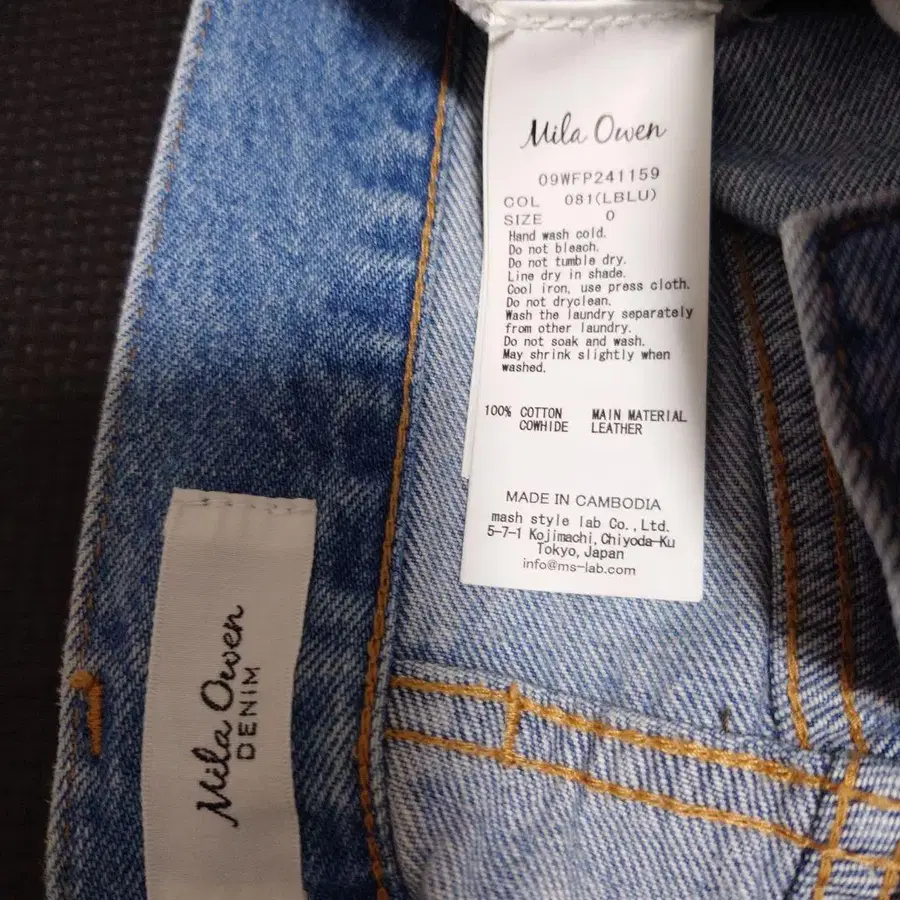 Mila Owen
09WFP241159
COL 081(LBLU)
SIZE 0
Hand wash cold.
Do not bleach.
Do not tumble dry.
Line dry in shade.
Cool iron, use press cloth.
Do not dryclean.
Wash the laundry separately
from other laundry.
Do not soak and wash.
May shrink slightly when
washed.
100% COTTON MAIN MATERIAL
COWHIDE LEATHER
MADE IN CAMBODIA
mash style lab Co., Ltd.
5-7-1 Kojimachi, Chiyoda-Ku
Tokyo, Japan
info@ms-lab.com
Mila Owen
DENIM